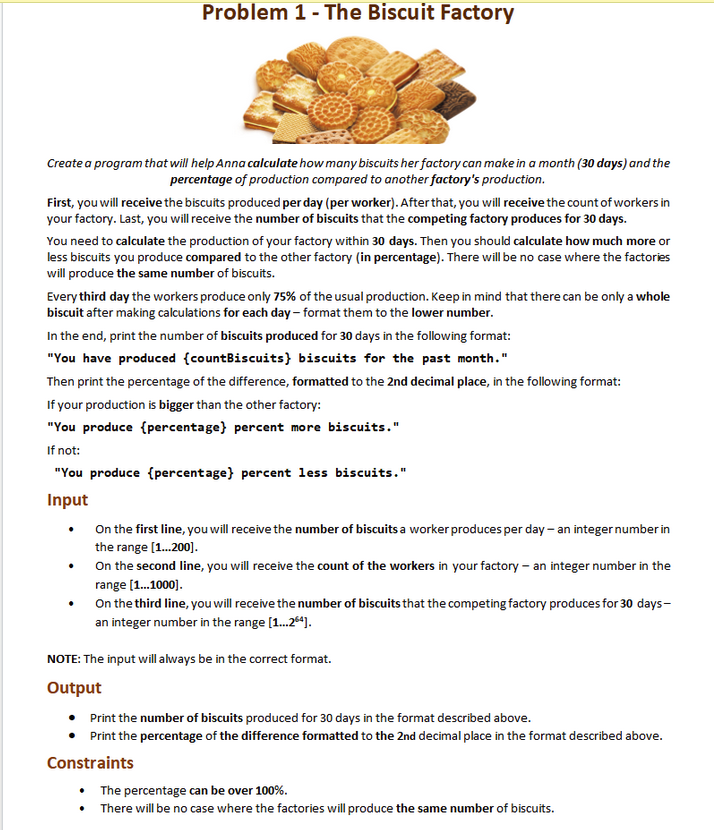 Problem 1 - The Biscuit Factory
Create a program that will help Anna calculate how many biscuits her factory can make in a month (30 days) and the
percentage of production compared to another factory's production.
First, you will receive the biscuits produced per day (per worker). After that, you will receive the count of workers in
your factory. Last, you will receive the number of biscuits that the competing factory produces for 30 days.
You need to calculate the production of your factory within 30 days. Then you should calculate how much more or
less biscuits you produce compared to the other factory (in percentage). There will be no case where the factories
will produce the same number of biscuits.
Every third day the workers produce only 75% of the usual production. Keep in mind that there can be only a whole
biscuit after making calculations for each day – format them to the lower number.
In the end, print the number of biscuits produced for 30 days in the following format:
"You have produced {countBiscuits} biscuits for the past month."
Then print the percentage of the difference, formatted to the 2nd decimal place, in the following format:
If your production is bigger than the other factory:
"You produce {percentage} percent more biscuits."
If not:
"You produce {percentage} percent less biscuits."
Input
• On the first line, you will receive the number of biscuits a worker produces per day – an integer number in
the range [1...200].
• On the second line, you will receive the count of the workers in your factory – an integer number in the
range [1...1000].
• On the third line, you will receive the number of biscuits that the competing factory produces for 30 days –
an integer number in the range [1...2⁶⁴].
NOTE: The input will always be in the correct format.
Output
• Print the number of biscuits produced for 30 days in the format described above.
• Print the percentage of the difference formatted to the 2nd decimal place in the format described above.
Constraints
• The percentage can be over 100%.
• There will be no case where the factories will produce the same number of biscuits.